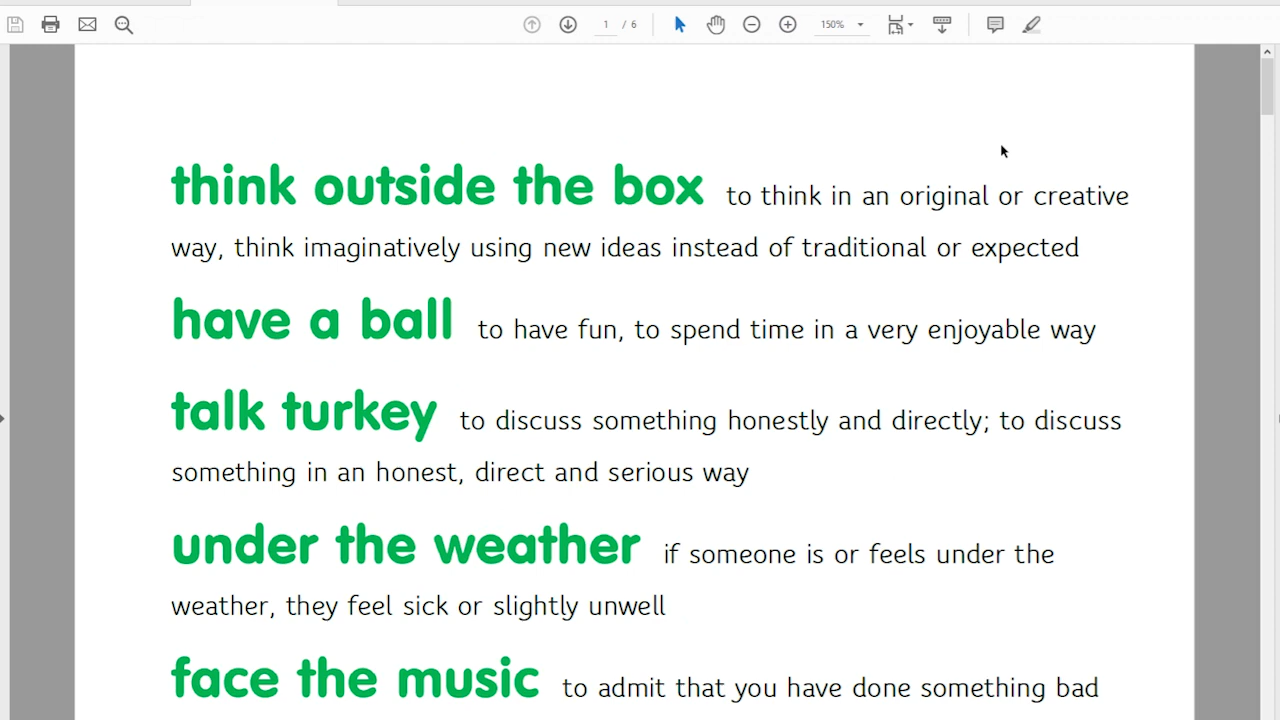 1 / 6
150%
think outside the box to think in an original or creative
way, think imaginatively using new ideas instead of traditional or expected
have a ball to have fun, to spend time in a very enjoyable way
talk turkey to discuss something honestly and directly; to discuss
something in an honest, direct and serious way
under the weather if someone is or feels under the
weather, they feel sick or slightly unwell
face the music to admit that you have done something bad